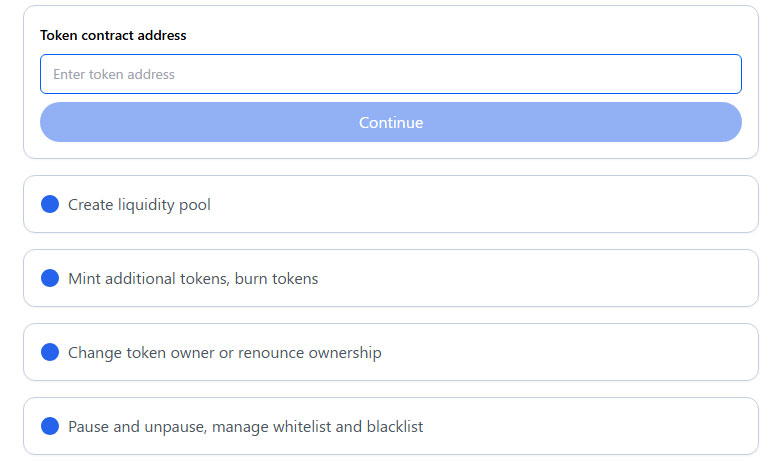 Token contract address
Enter token address
Continue
Create liquidity pool
Mint additional tokens, burn tokens
Change token owner or renounce ownership
Pause and unpause, manage whitelist and blacklist